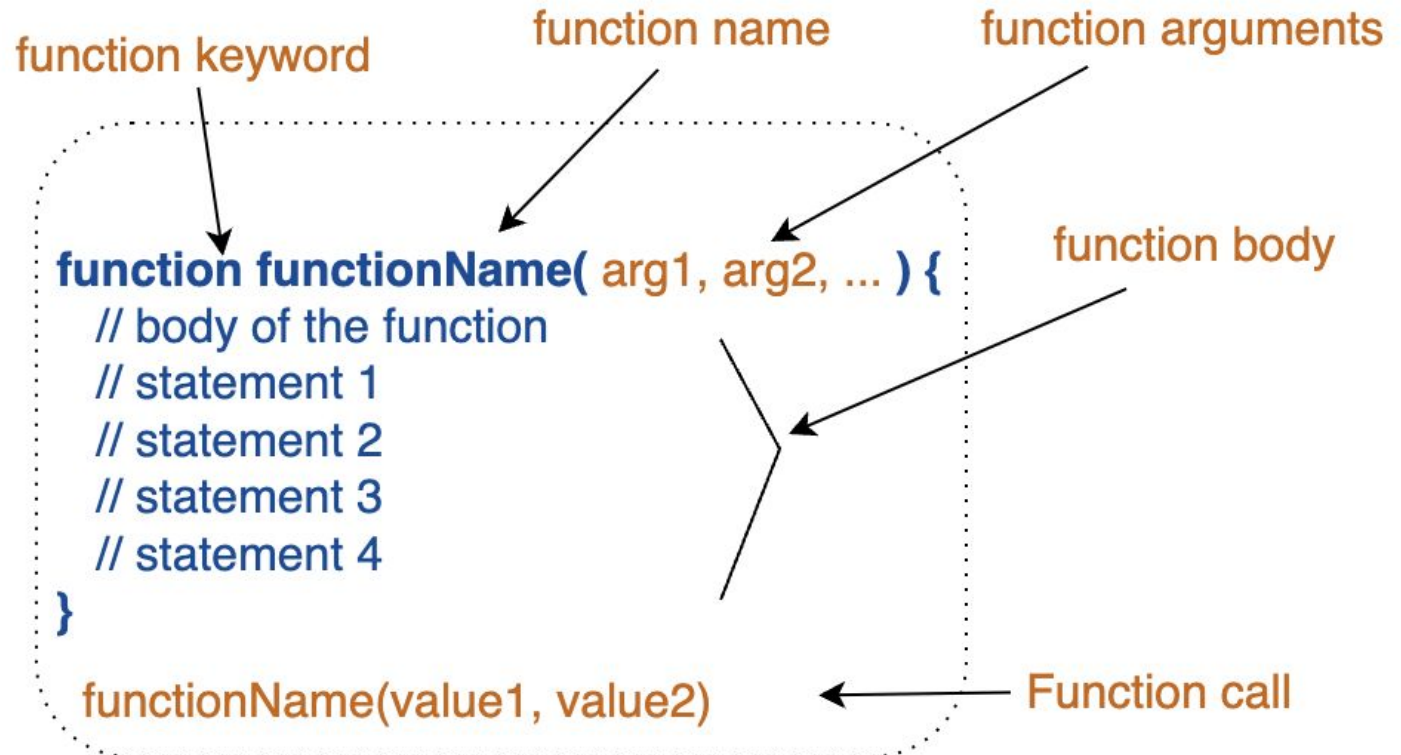 function keyword
function name
function arguments
function functionName( arg1, arg2, ... ) {
// body of the function
// statement 1
// statement 2
// statement 3
// statement 4
}
function body
functionName(value1, value2)
Function call